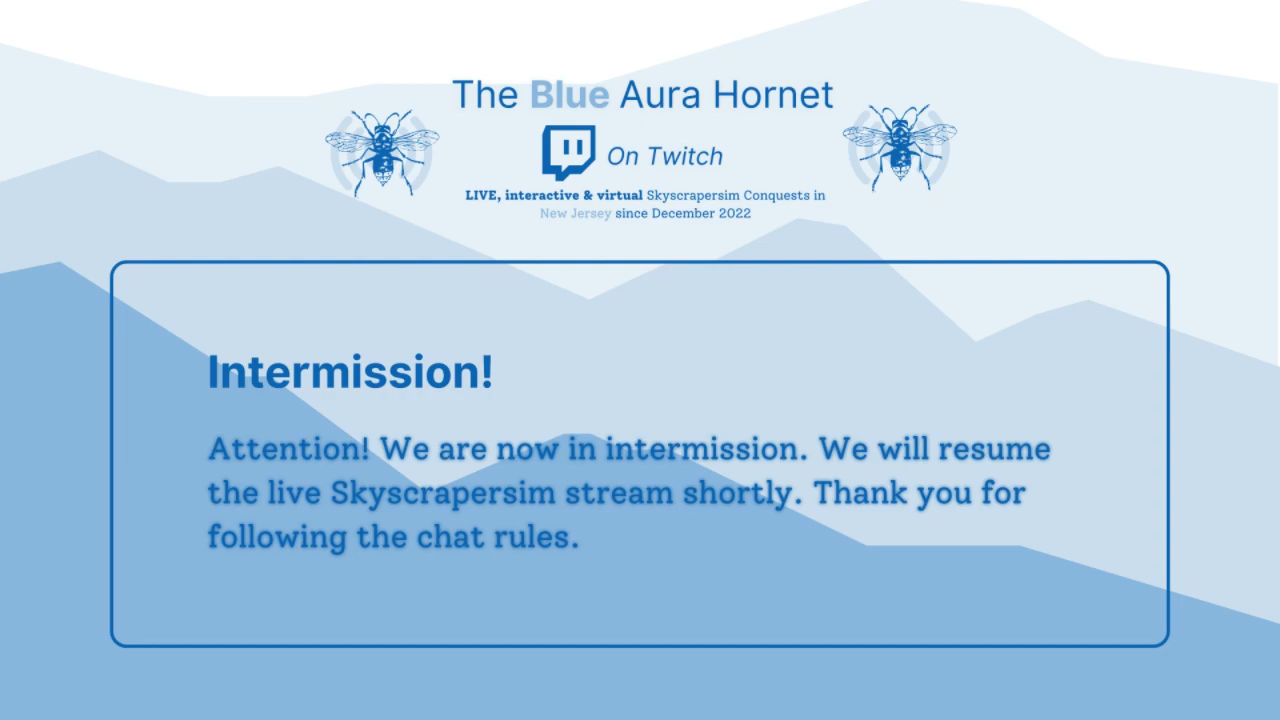 The Blue Aura Hornet
On Twitch
LIVE, interactive & virtual Skyscrapersim Conquests in
New Jersey since December 2022
Intermission!
Attention! We are now in intermission. We will resume
the live Skyscrapersim stream shortly. Thank you for
following the chat rules.